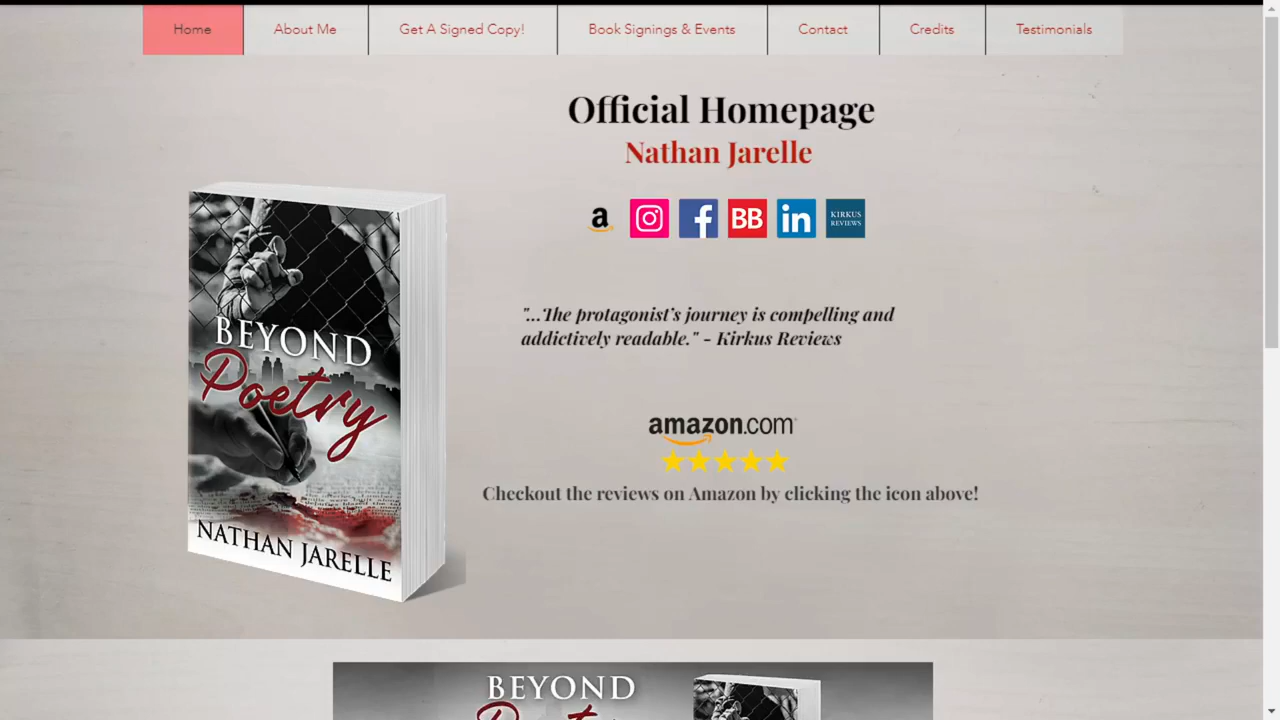 Home
About Me
Get A Signed Copy!
Book Signings & Events
Contact
Credits
Testimonials
Official Homepage
Nathan Jarelle
a
f
BB
in
KIRKUS
REVIEWS
"...The protagonist's journey is compelling and
addictively readable." - Kirkus Reviews
BEYOND
Poetry
NATHAN JARELLE
amazon.com
Checkout the reviews on Amazon by clicking the icon above!
BEYOND